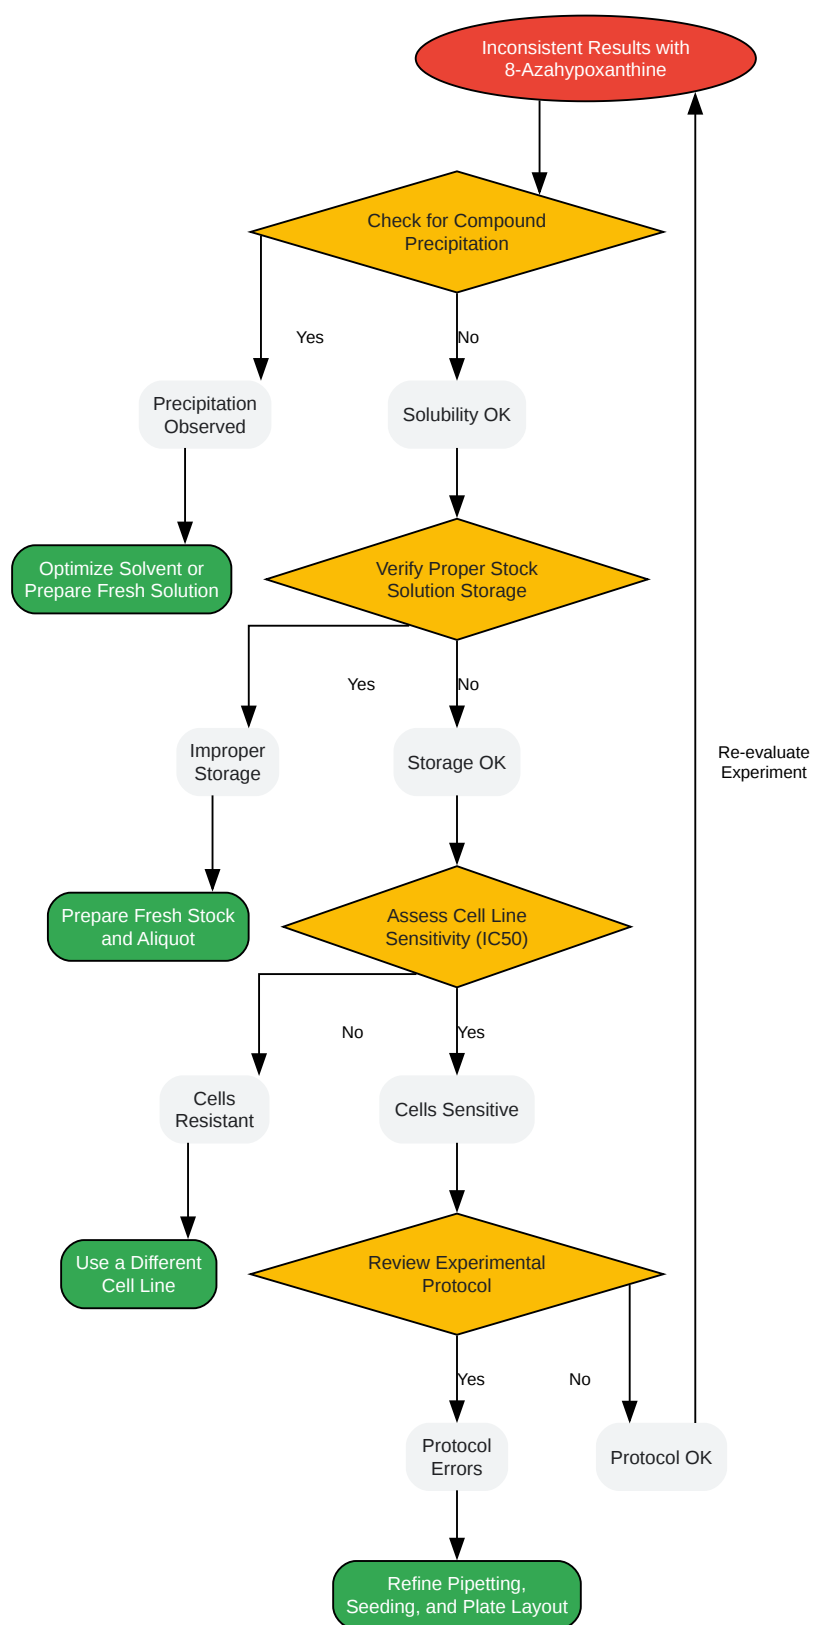 Inconsistent Results with
8-Azahypoxanthine
Check for Compound
Precipitation
Yes
No
Precipitation
Observed
Solubility OK
Optimize Solvent or
Prepare Fresh Solution
Verify Proper Stock
Solution Storage
Yes
No
Improper
Storage
Storage OK
Re-evaluate
Experiment
Prepare Fresh Stock
and Aliquot
Assess Cell Line
Sensitivity (IC50)
No
Yes
Cells
Resistant
Cells Sensitive
Use a Different
Cell Line
Review Experimental
Protocol
Yes
No
Protocol
Errors
Protocol OK
Refine Pipetting,
Seeding, and Plate Layout